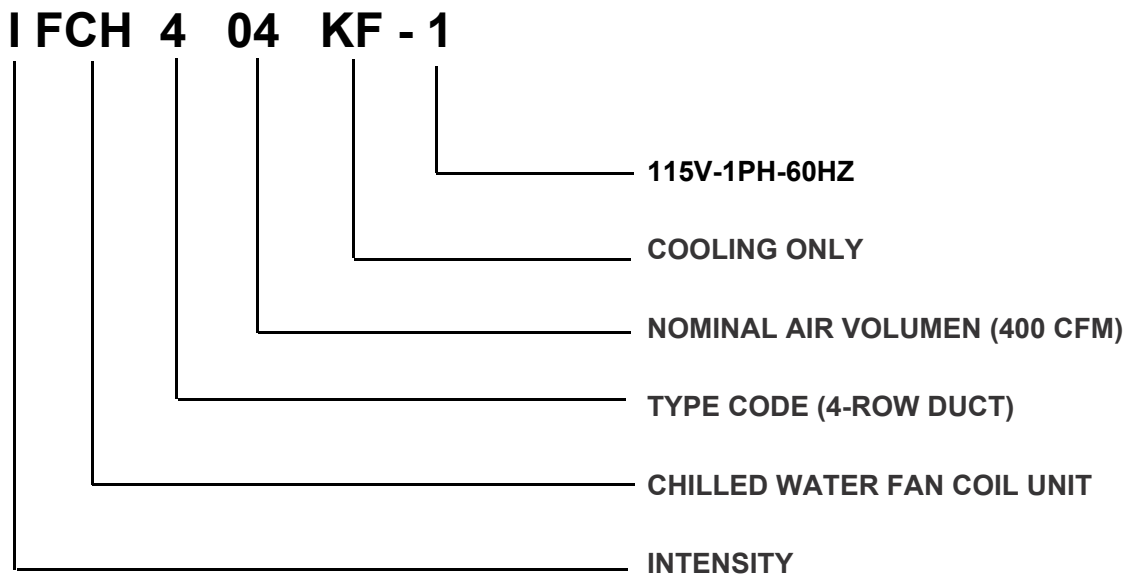 I FCH 4 04 KF - 1
115V-1PH-60HZ
COOLING ONLY
NOMINAL AIR VOLUMEN (400 CFM)
TYPE CODE (4-ROW DUCT)
CHILLED WATER FAN COIL UNIT
INTENSITY